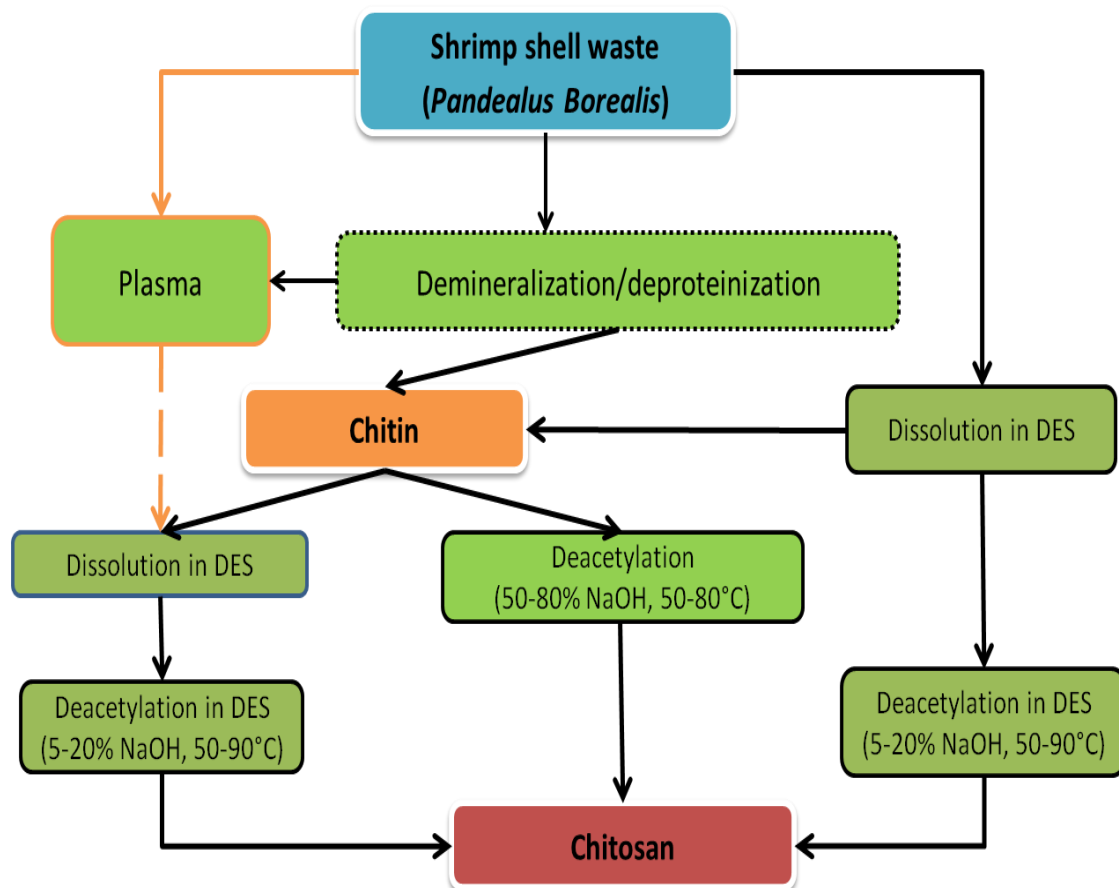 Shrimp shell waste
(Pandealus Borealis)
Plasma
Demineralization/deproteinization
Chitin
Dissolution in DES
Dissolution in DES
Deacetylation
(50-80% NaOH, 50-80°C)
Deacetylation in DES
(5-20% NaOH, 50-90°C)
Deacetylation in DES
(5-20% NaOH, 50-90°C)
Chitosan